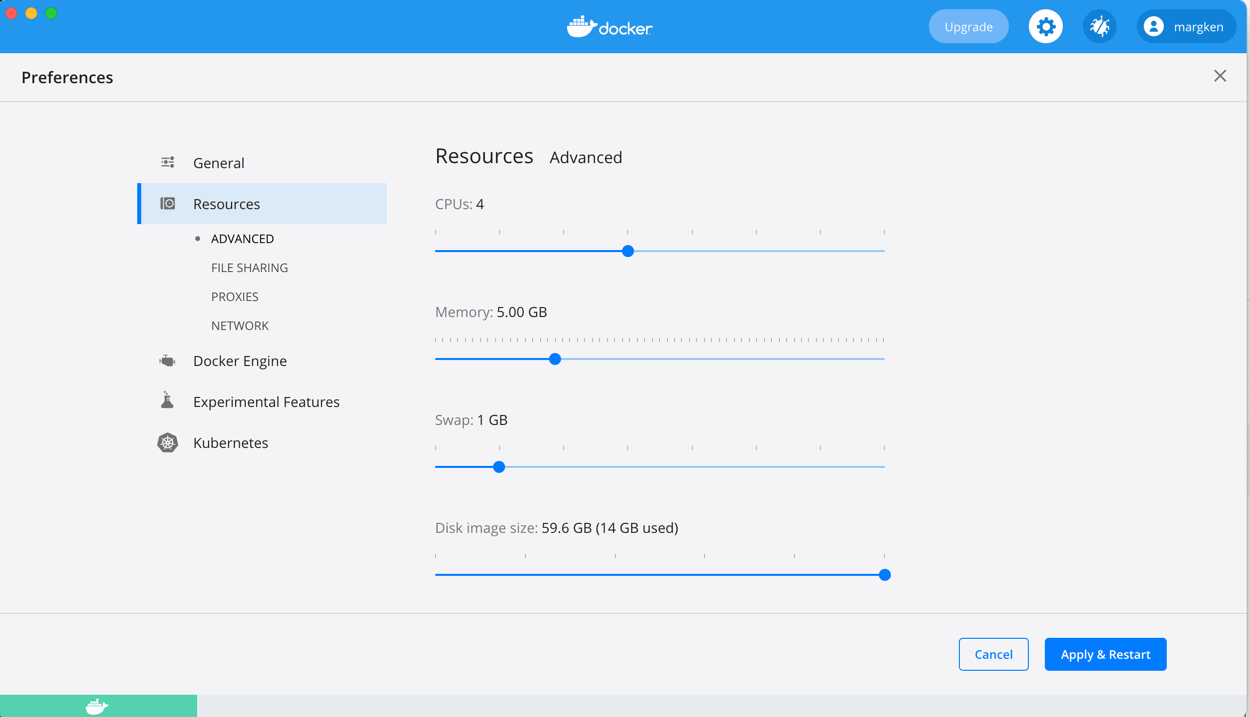 docker
Upgrade
margken
Preferences
General
Resources
ADVANCED
FILE SHARING
PROXIES
NETWORK
Docker Engine
Experimental Features
Kubernetes
Resources Advanced
CPUs: 4
Memory: 5.00 GB
Swap: 1 GB
Disk image size: 59.6 GB (14 GB used)
Cancel
Apply & Restart